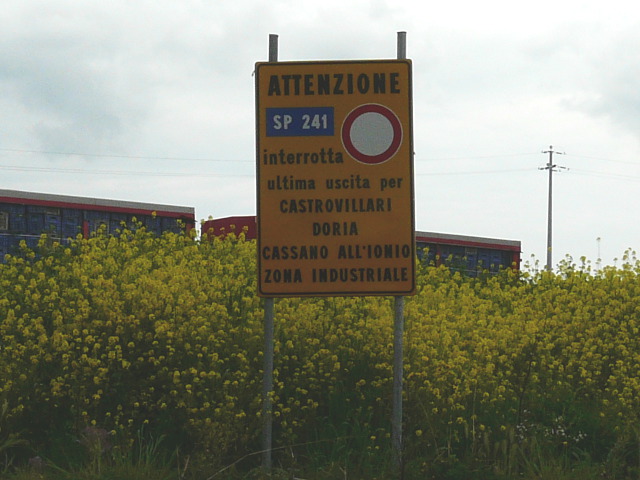 ATTENZIONE
SP 241
interrotta
ultima uscita per
CASTROVILLARI
DORIA
CASSANO ALL'IONIO
ZONA INDUSTRIALE